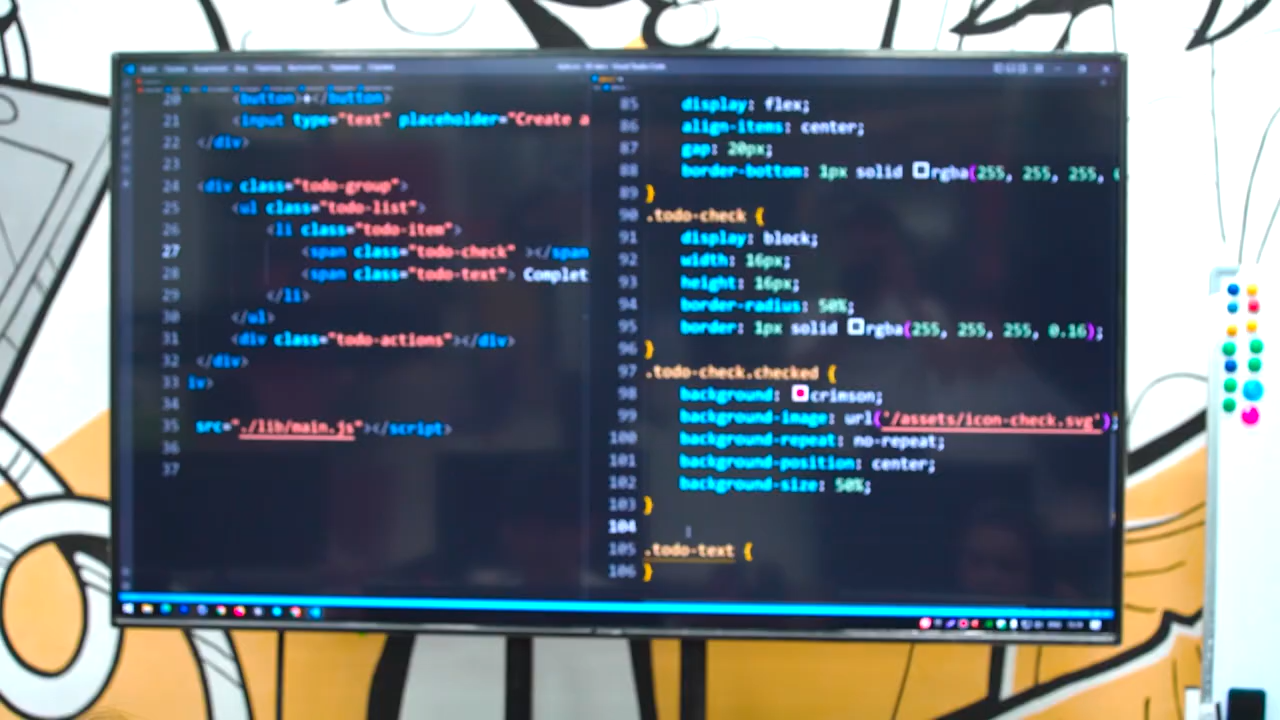 20 <button>+</button>
21 <input type="text" placeholder="Create a
22 </div>
23
24 <div class="todo-group">
25 <ul class="todo-list">
26 <li class="todo-item">
27 <span class="todo-check" ></span
28 <span class="todo-text"> Complet
29 </li>
30 </ul>
31 <div class="todo-actions"></div>
32 </div>
33 iv>
34
35 src="./lib/main.js"></script>
36
37
85 display: flex;
86 align-items: center;
87 gap: 20px;
88 border-bottom: 1px solid rgba(255, 255, 255, 0
89 }
90 .todo-check {
91 display: block;
92 width: 16px;
93 height: 16px;
94 border-radius: 50%;
95 border: 1px solid rgba(255, 255, 255, 0.16);
96 }
97 .todo-check.checked {
98 background: crimson;
99 background-image: url("/assets/icon-check.svg");
100 background-repeat: no-repeat;
101 background-position: center;
102 background-size: 50%;
103 }
104
105 .todo-text {
106 }